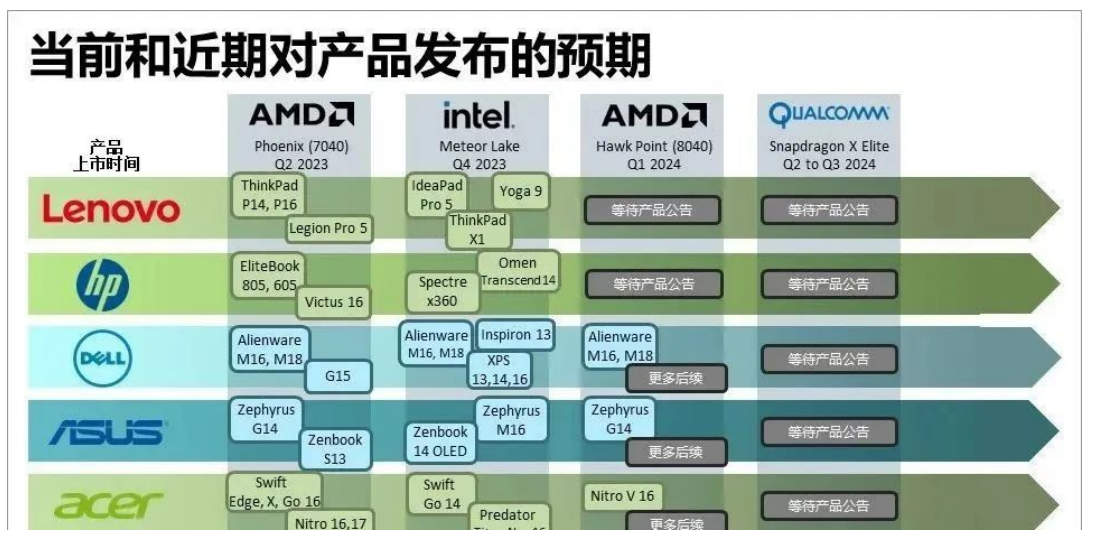 当前和近期对产品发布的预期
AMD
intel.
AMD
QUALCOMM
产品
上市时间
Phoenix (7040)
Q2 2023
Meteor Lake
Q4 2023
Hawk Point (8040)
Q1 2024
Snapdragon X Elite
Q2 to Q3 2024
Lenovo
ThinkPad
P14, P16
Legion Pro 5
IdeaPad
Pro 5
Yoga 9
ThinkPad
X1
等待产品公告
等待产品公告
hp
EliteBook
805, 605
Victus 16
Spectre
x360
Omen
Transcend 14
等待产品公告
等待产品公告
DELL
Alienware
M16, M18
G15
Alienware
M16, M18
Inspiron 13
XPS
13,14,16
Alienware
M16, M18
更多后续
等待产品公告
ASUS
Zephyrus
G14
Zenbook
S13
Zenbook
14 OLED
Zephyrus
M16
Zephyrus
G14
更多后续
等待产品公告
acer
Swift
Edge, X, Go 16
Nitro 16,17
Swift
Go 14
Predator
Nitro V 16
更多后续
等待产品公告